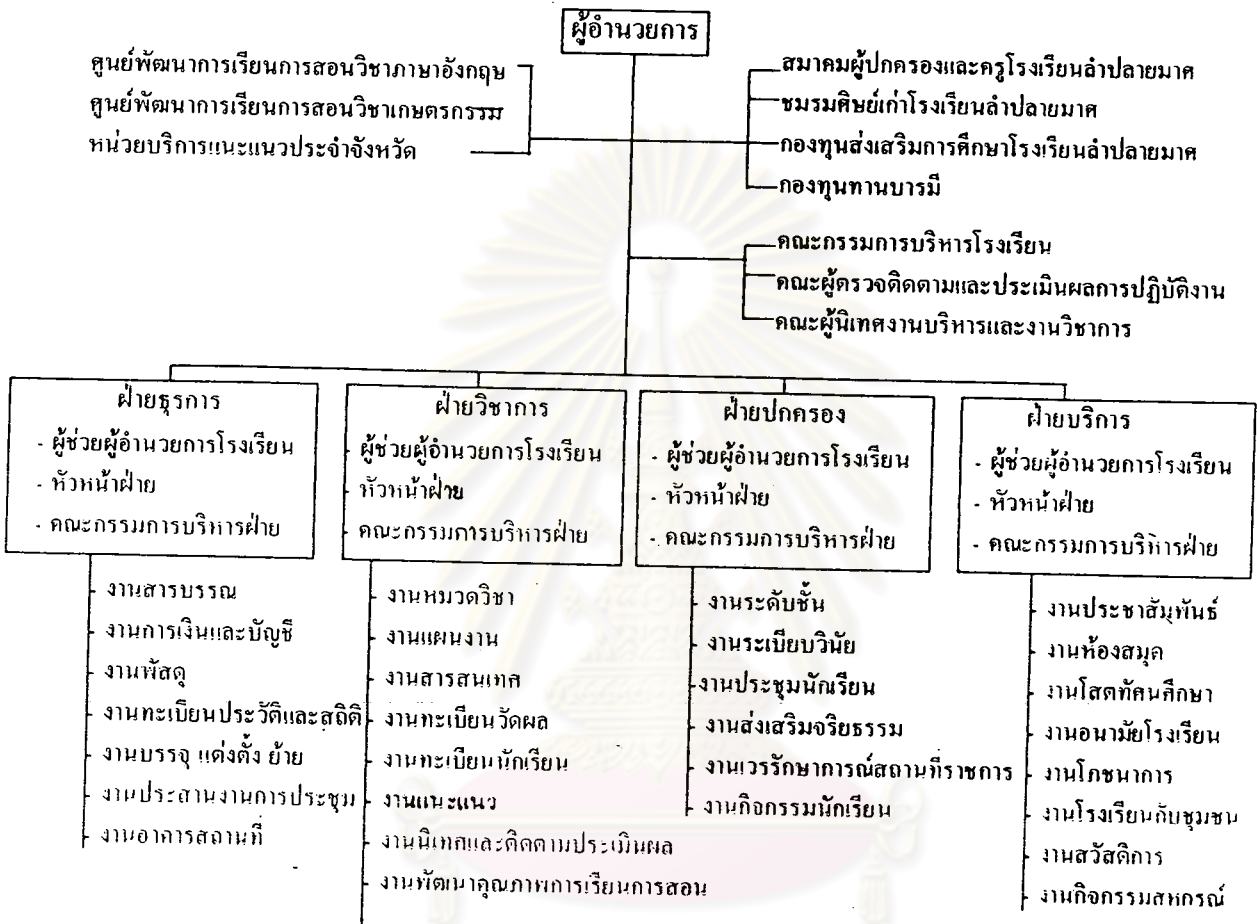 ผู้อำนวยการ
ศูนย์พัฒนาการเรียนการสอนวิชาภาษาอังกฤษ
ศูนย์พัฒนาการเรียนการสอนวิชาเกษตรกรรม
หน่วยบริการแนะแนวประจำจังหวัด
สมาคมผู้ปกครองและครูโรงเรียนลำปลายมาศ
ชมรมศิษย์เก่าโรงเรียนลำปลายมาศ
กองทุนส่งเสริมการศึกษาโรงเรียนลำปลายมาศ
กองทุนทานบารมี
คณะกรรมการบริหารโรงเรียน
คณะผู้ตรวจติดตามและประเมินผลการปฏิบัติงาน
คณะผู้นิเทศงานบริหารและงานวิชาการ
ฝ่ายธุรการ
- ผู้ช่วยผู้อำนวยการโรงเรียน
- หัวหน้าฝ่าย
- คณะกรรมการบริหารฝ่าย
- งานสารบรรณ
- งานการเงินและบัญชี
- งานพัสดุ
- งานทะเบียนประวัติและสถิติ
- งานบรรจุ แต่งตั้ง ย้าย
- งานประสานงานการประชุม
- งานอาคารสถานที่
ฝ่ายวิชาการ
- ผู้ช่วยผู้อำนวยการโรงเรียน
- หัวหน้าฝ่าย
- คณะกรรมการบริหารฝ่าย
- งานหมวดวิชา
- งานแผนงาน
- งานสารสนเทศ
- งานทะเบียนวัดผล
- งานทะเบียนนักเรียน
- งานแนะแนว
- งานนิเทศและติดตามประเมินผล
- งานพัฒนาคุณภาพการเรียนการสอน
ฝ่ายปกครอง
- ผู้ช่วยผู้อำนวยการโรงเรียน
- หัวหน้าฝ่าย
- คณะกรรมการบริหารฝ่าย
- งานระดับชั้น
- งานระเบียบวินัย
- งานประชุมนักเรียน
- งานส่งเสริมจริยธรรม
- งานเวรรักษาการณ์สถานที่ราชการ
- งานกิจกรรมนักเรียน
ฝ่ายบริการ
- ผู้ช่วยผู้อำนวยการโรงเรียน
- หัวหน้าฝ่าย
- คณะกรรมการบริหารฝ่าย
- งานประชาสัมพันธ์
- งานห้องสมุด
- งานโสตทัศนศึกษา
- งานอนามัยโรงเรียน
- งานโภชนาการ
- งานโรงเรียนกับชุมชน
- งานสวัสดิการ
- งานกิจกรรมสหกรณ์